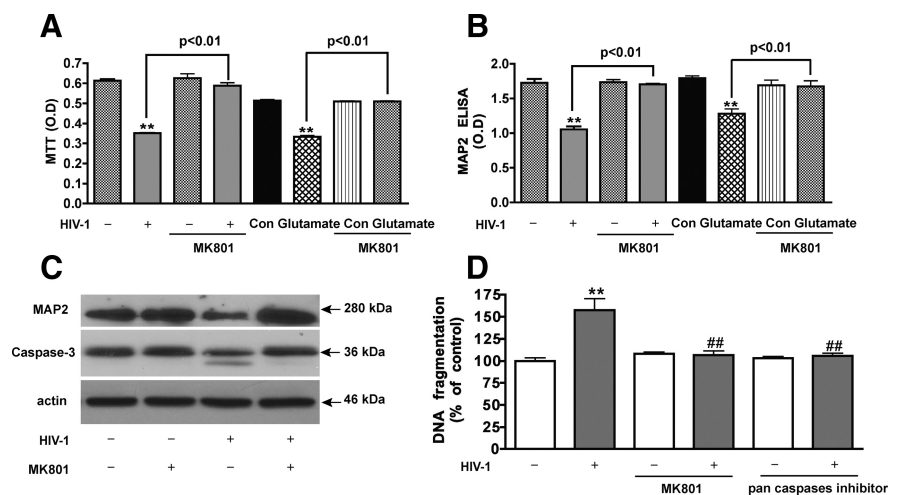 A
p<0.01
p<0.01
MTT (O.D)
0.7
0.6
0.5
0.4
0.3
0.2
0.1
0.0
**
**
HIV-1 – + – + Con Glutamate Con Glutamate
MK801 MK801
B
p<0.01
p<0.01
MAP2 ELISA
(O.D)
2.0
1.5
1.0
0.5
0.0
**
**
HIV-1 – + – + Con Glutamate Con Glutamate
MK801 MK801
C
MAP2 280 kDa
Caspase-3 36 kDa
actin 46 kDa
HIV-1 – – + +
MK801 – + – +
D
DNA fragmentation
(% of control)
175
150
125
100
75
50
25
0
**
##
##
HIV-1 – + – + – +
MK801 pan caspases inhibitor